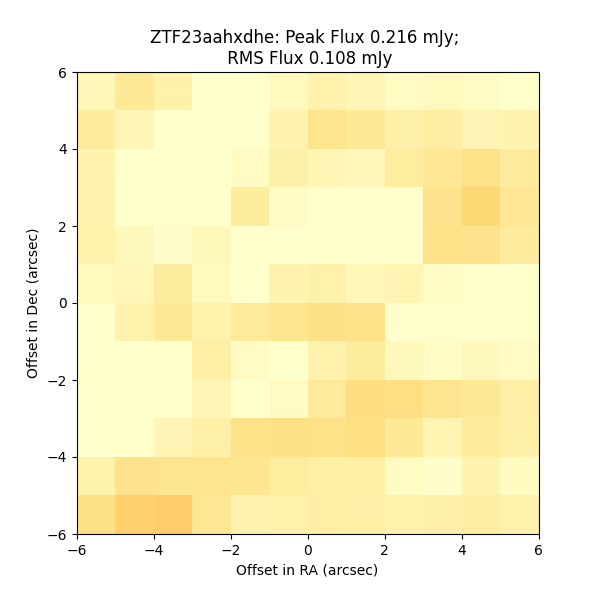 ZTF23aahxdhe: Peak Flux 0.216 mJy;
RMS Flux 0.108 mJy
6
4
2
0
−2
−4
−6
Offset in Dec (arcsec)
−6 −4 −2 0 2 4 6
Offset in RA (arcsec)